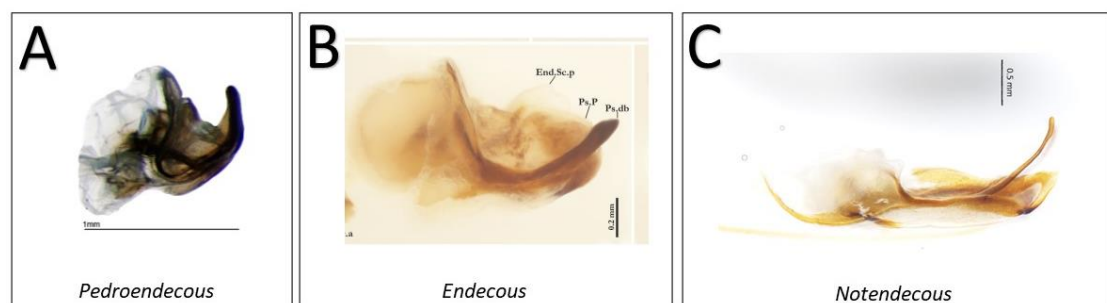 A
1mm
Pedroendecous
B
End.Sc.p
Ps.P
Ps.db
0.2 mm
.a
Endecous
C
0.5 mm
Notendecous